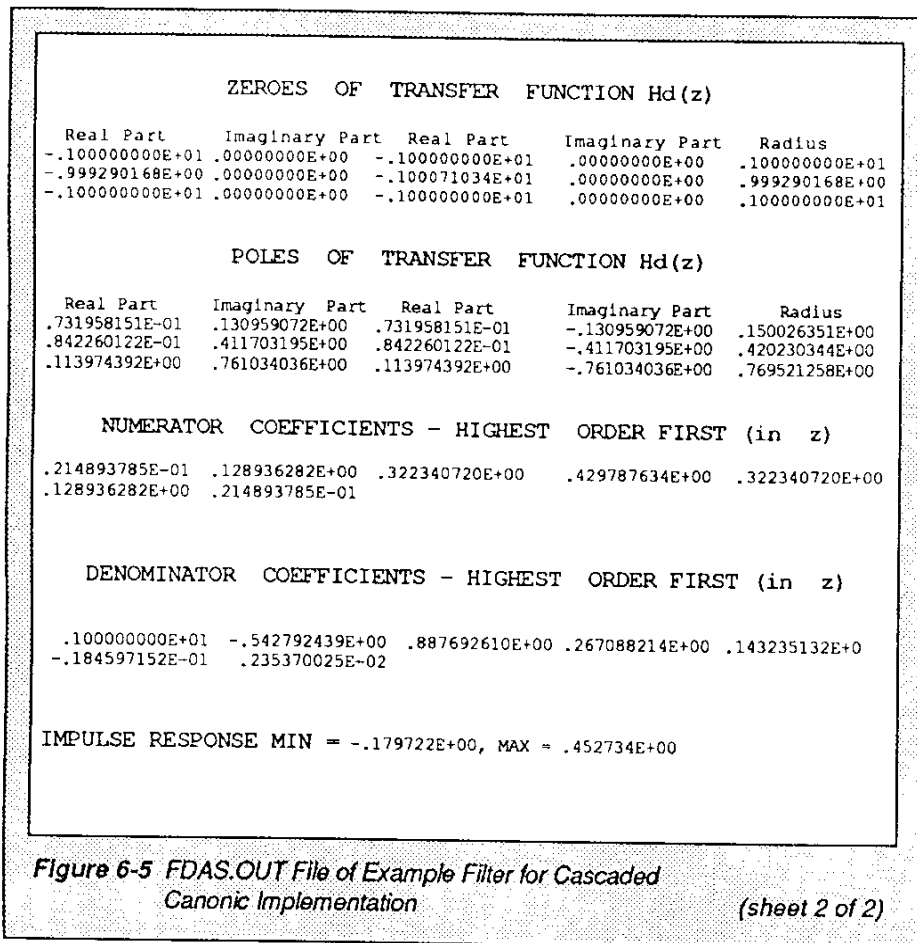 ZEROES OF TRANSFER FUNCTION Hd(z)
Real Part Imaginary Part Real Part Imaginary Part Radius
-.100000000E+01 .00000000E+00 -.100000000E+01 .00000000E+00 .100000000E+01
-.999290168E+00 .00000000E+00 -.100071034E+01 .00000000E+00 .999290168E+00
-.100000000E+01 .00000000E+00 -.100000000E+01 .00000000E+00 .100000000E+01
POLES OF TRANSFER FUNCTION Hd(z)
Real Part Imaginary Part Real Part Imaginary Part Radius
.731958151E-01 .130959072E+00 .731958151E-01 -.130959072E+00 .150026351E+00
.842260122E-01 .411703195E+00 .842260122E-01 -.411703195E+00 .420230344E+00
.113974392E+00 .761034036E+00 .113974392E+00 -.761034036E+00 .769521258E+00
NUMERATOR COEFFICIENTS - HIGHEST ORDER FIRST (in z)
.214893785E-01 .128936282E+00 .322340720E+00 .429787634E+00 .322340720E+00
.128936282E+00 .214893785E-01
DENOMINATOR COEFFICIENTS - HIGHEST ORDER FIRST (in z)
.100000000E+01 -.542792439E+00 .887692610E+00 .267088214E+00 .143235132E+0
-.184597152E-01 .235370025E-02
IMPULSE RESPONSE MIN = -.179722E+00, MAX = .452734E+00
Figure 6-5 FDAS.OUT File of Example Filter for Cascaded
Canonic Implementation (sheet 2 of 2)